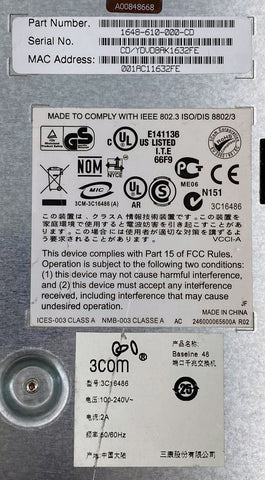 A00848668
Part Number:
1648-610-000-CD
Serial No.
CD/YDVD8AK1632FE
MAC Address:
001AC11632FE
MADE TO COMPLY WITH IEEE 802.3 ISO/DIS 8802/3
E141136
US LISTED
I.T.E
66F9
ME06
NOM
NYCE
N151
MIC
3CM-3C16486 (A)
AR
3C16486
この装置は、クラスA 情報技術装置です。この装置を
家庭環境で使用すると電波妨害を引き起こすことがあり
ます。この場合には使用者が適切な対策を講ずるよう
要求されることがあります。
VCCI-A
This device complies with Part 15 of FCC Rules.
Operation is subject to the following two conditions:
(1) this device may not cause harmful interference,
and (2) this device must accept any interference
received, including interference that may cause
undesired operation.
JF
MADE IN CHINA
ICES-003 CLASS A NMB-003 CLASSE A AC 246000065600A R02
3COM
产品名称:
Baseline 48
端口千兆交换机
型号:3C16486
电压:100-240V~
电流:2A
频率:50/60Hz
产地:中国大陆
三康股份有限公司